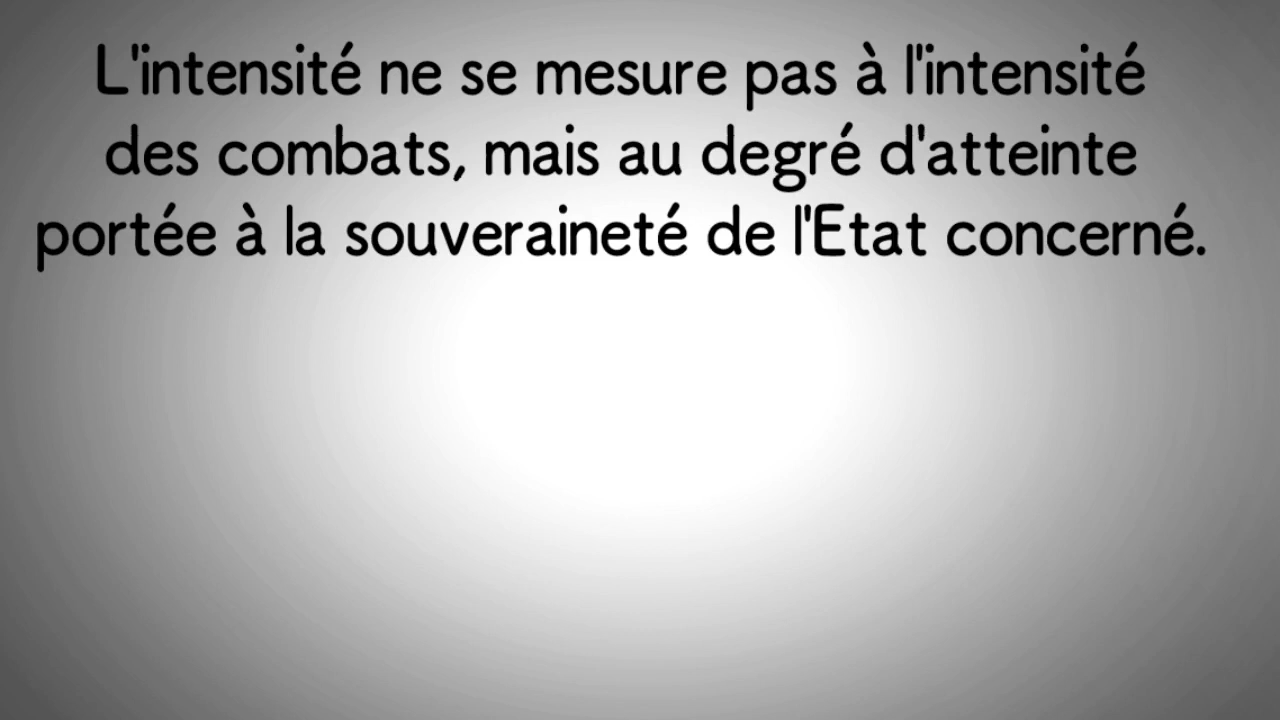 L'intensité ne se mesure pas à l'intensité
des combats, mais au degré d'atteinte
portée à la souveraineté de l'Etat concerné.